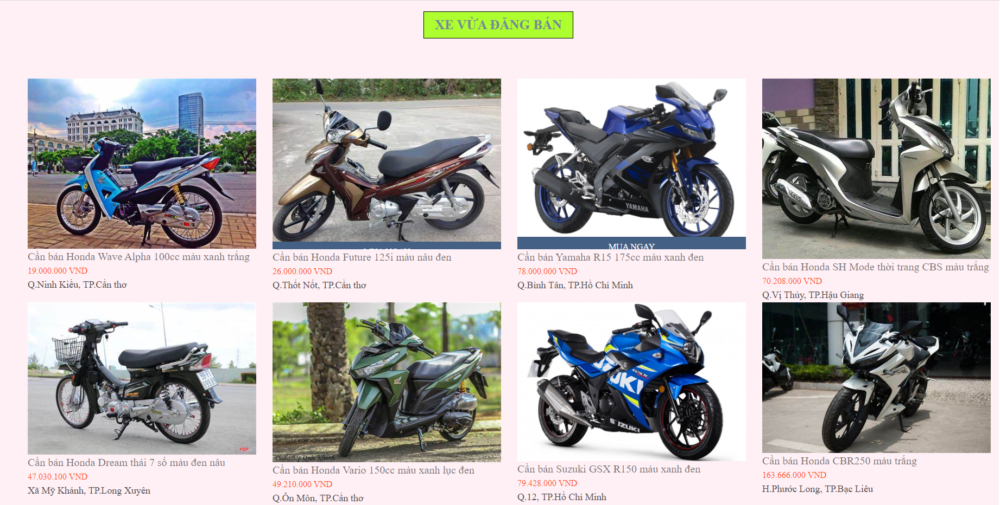 XE VỪA ĐĂNG BÁN
HONDA
YAMAHA
MUA NGAY
Cần bán Honda Wave Alpha 100cc màu xanh trắng
19.000.000 VND
Q.Ninh Kiều, TP.Cần thơ
Cần bán Honda Future 125i màu nâu đen
26.000.000 VND
Q.Thốt Nốt, TP.Cần thơ
Cần bán Yamaha R15 175cc màu xanh đen
78.000.000 VND
Q.Bình Tân, TP.Hồ Chí Minh
Cần bán Honda SH Mode thời trang CBS màu trắng
70.208.000 VND
Q.Vị Thủy, TP.Hậu Giang
SUZUKI
PDP
Photoshop Quốc Khánh
Cần bán Honda Dream thái 7 số màu đen nâu
47.030.100 VND
Xã Mỹ Khánh, TP.Long Xuyên
Cần bán Honda Vario 150cc màu xanh lục đen
49.210.000 VND
Q.Ôn Môn, TP.Cần thơ
Cần bán Suzuki GSX R150 màu xanh đen
79.428.000 VND
Q.12, TP.Hồ Chí Minh
Cần bán Honda CBR250 màu trắng
163.666.000 VND
H.Phước Long, TP.Bạc Liêu